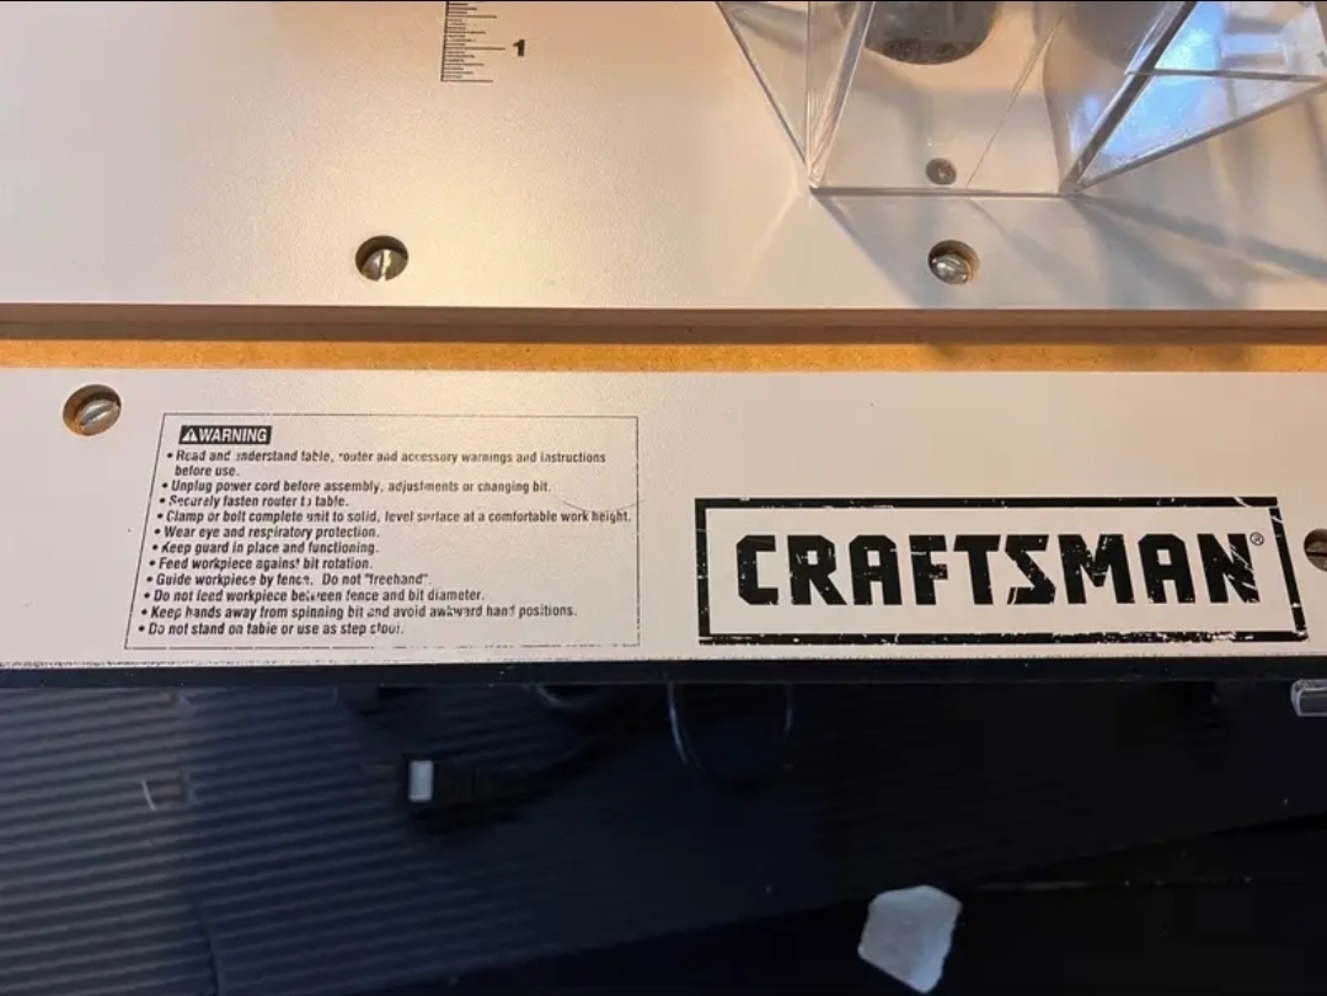 1
WARNING
• Read and understand table, router and accessory warnings and instructions
before use.
• Unplug power cord before assembly, adjustments or changing bit.
• Securely fasten router to table.
• Clamp or bolt complete unit to solid, level surface at a comfortable work height.
• Wear eye and respiratory protection.
• Keep guard in place and functioning.
• Feed workpiece against bit rotation.
• Guide workpiece by fence. Do not "freehand".
• Do not feed workpiece between fence and bit diameter.
• Keep hands away from spinning bit and avoid awkward hand positions.
• Do not stand on table or use as step stool.
CRAFTSMAN®